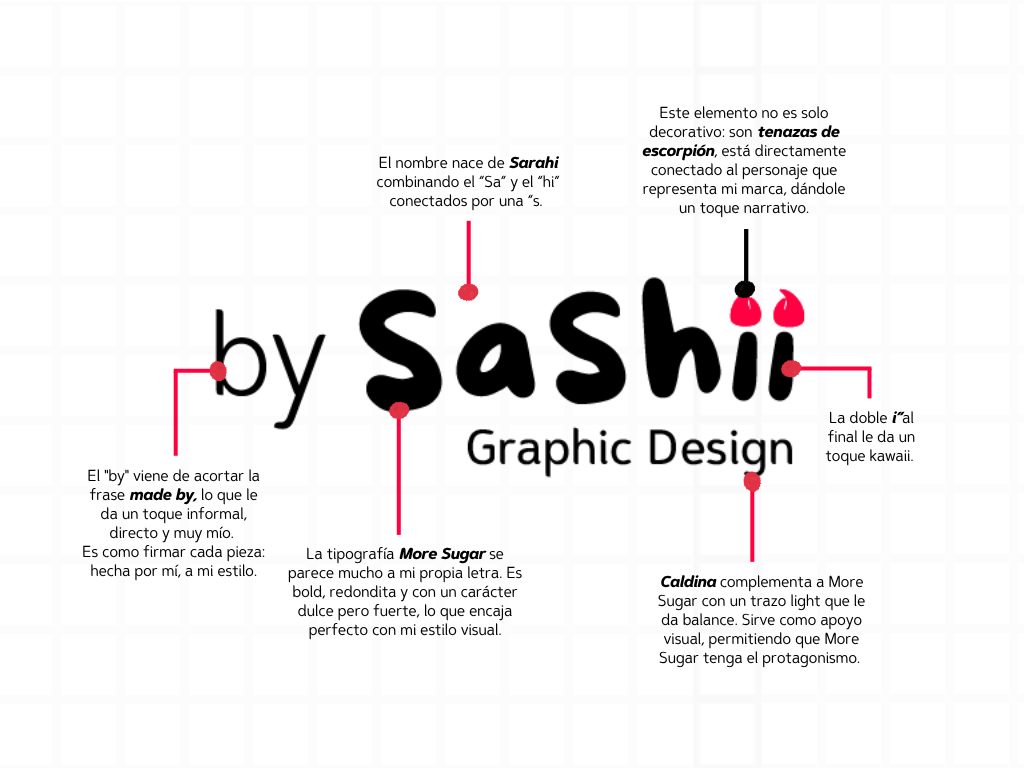 Este elemento no es solo
decorativo: son tenazas de
escorpión, está directamente
conectado al personaje que
representa mi marca, dándole
un toque narrativo.
El nombre nace de Sarahi
combinando el “Sa” y el “hi”
conectados por una “s.
by SaShii
Graphic Design
La doble i” al
final le da un
toque kawaii.
El "by" viene de acortar la
frase made by, lo que le
da un toque informal,
directo y muy mío.
Es como firmar cada pieza:
hecha por mí, a mi estilo.
La tipografía More Sugar se
parece mucho a mi propia letra. Es
bold, redondita y con un carácter
dulce pero fuerte, lo que encaja
perfecto con mi estilo visual.
Caldina complementa a More
Sugar con un trazo light que le
da balance. Sirve como apoyo
visual, permitiendo que More
Sugar tenga el protagonismo.